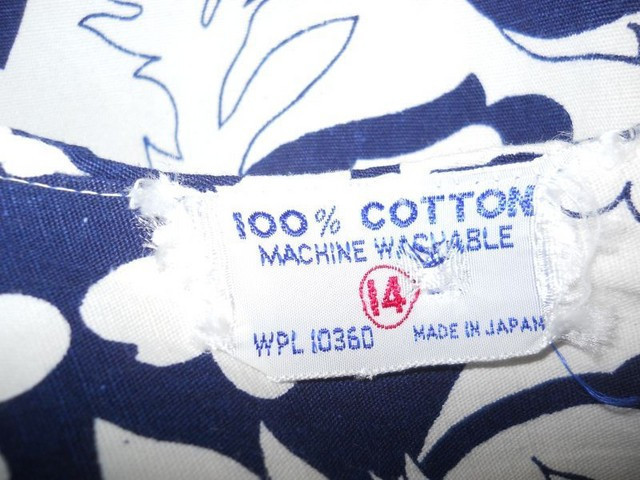 100% COTTON
MACHINE WASHABLE
14
WPL 10360 MADE IN JAPAN